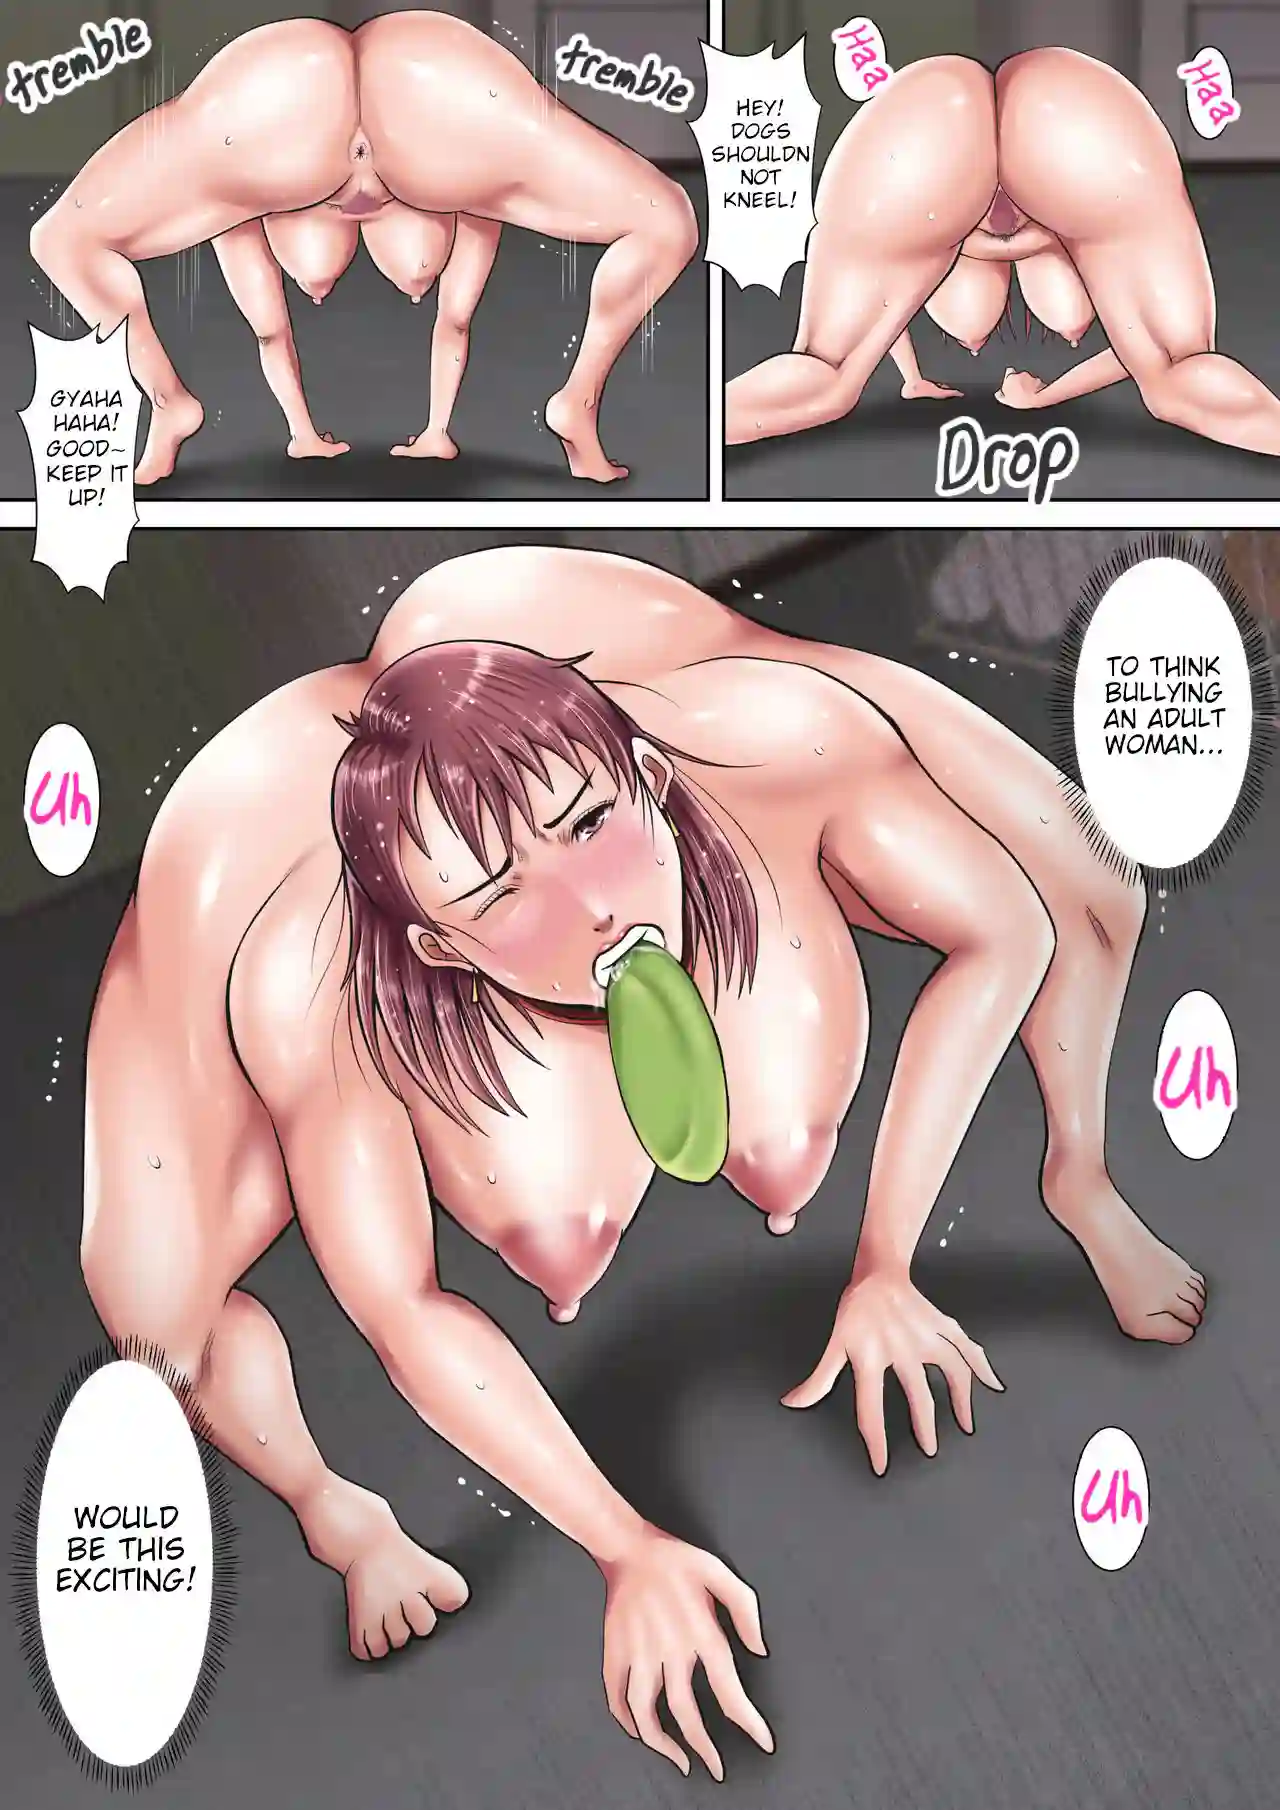 tremble
tremble
GYAHA
HAHA!
GOOD~
KEEP IT
UP!
HEY!
DOGS
SHOULDN
NOT
KNEEL!
Haa
Haa
Drop
TO THINK
BULLYING
AN ADULT
WOMAN...
Uh
Uh
Uh
WOULD
BE THIS
EXCITING!